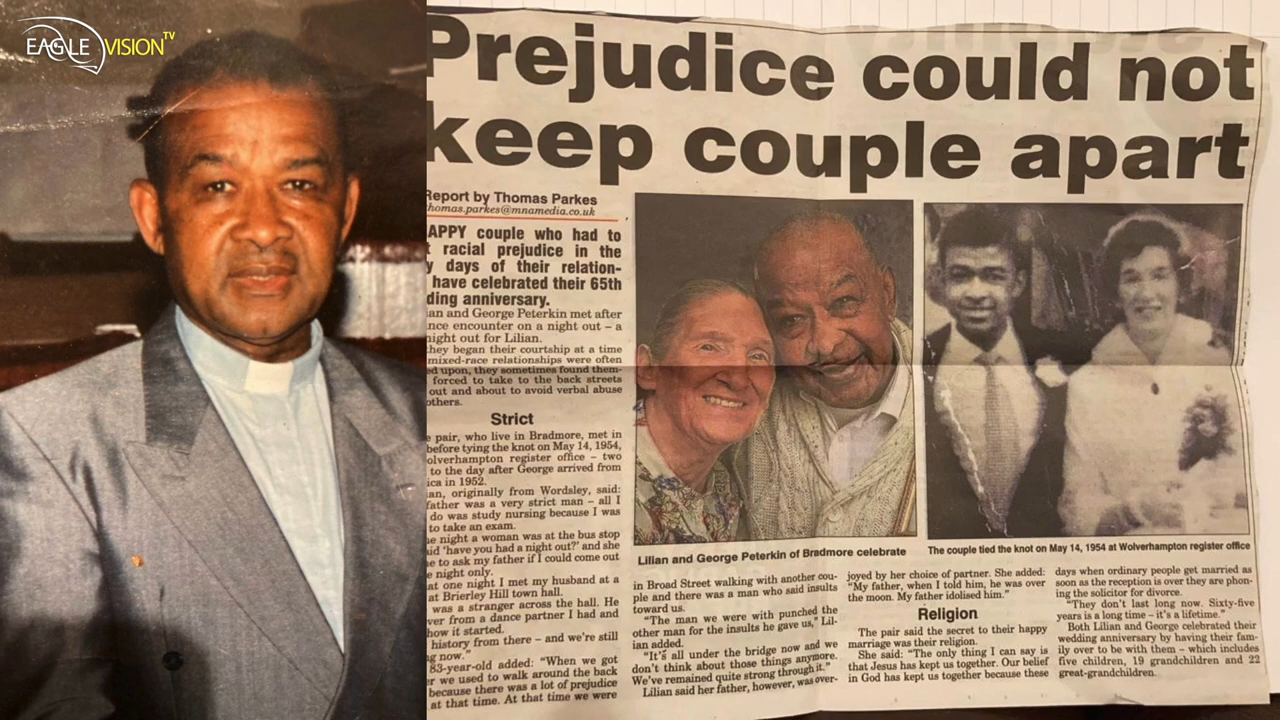 EAGLE VISION TV
Prejudice could not
keep couple apart
Report by Thomas Parkes
thomas.parkes@mnamedia.co.uk
APPY couple who had to
racial prejudice in the
y days of their relation-
have celebrated their 65th
ding anniversary.
ian and George Peterkin met after
nce encounter on a night out – a
night out for Lilian.
they began their courtship at a time
mixed-race relationships were often
ed upon, they sometimes found them-
forced to take to the back streets
out and about to avoid verbal abuse
others.
Strict
e pair, who live in Bradmore, met in
before tying the knot on May 14, 1954,
olverhampton register office – two
to the day after George arrived from
ica in 1952.
an, originally from Wordsley, said:
father was a very strict man – all I
do was study nursing because I was
to take an exam.
e night a woman was at the bus stop
id 'have you had a night out?' and she
e to ask my father if I could come out
e night only.
at one night I met my husband at a
at Brierley Hill town hall.
was a stranger across the hall. He
ver from a dance partner I had and
how it started.
history from there – and we're still
ng now."
83-year-old added: "When we got
r we used to walk around the back
because there was a lot of prejudice
at that time. At that time we were
Lilian and George Peterkin of Bradmore celebrate
The couple tied the knot on May 14, 1954 at Wolverhampton register office
in Broad Street walking with another cou-
ple and there was a man who said insults
toward us.
"The man we were with punched the
other man for the insults he gave us," Lil-
ian added.
"It's all under the bridge now and we
don't think about those things anymore.
We've remained quite strong through it."
Lilian said her father, however, was over-
joyed by her choice of partner. She added:
"My father, when I told him, he was over
the moon. My father idolised him."
Religion
The pair said the secret to their happy
marriage was their religion.
She said: "The only thing I can say is
that Jesus has kept us together. Our belief
in God has kept us together because these
days when ordinary people get married as
soon as the reception is over they are phon-
ing the solicitor for divorce.
"They don't last long now. Sixty-five
years is a long time – it's a lifetime."
Both Lilian and George celebrated their
wedding anniversary by having their fam-
ily over to be with them – which includes
five children, 19 grandchildren and 22
great-grandchildren.